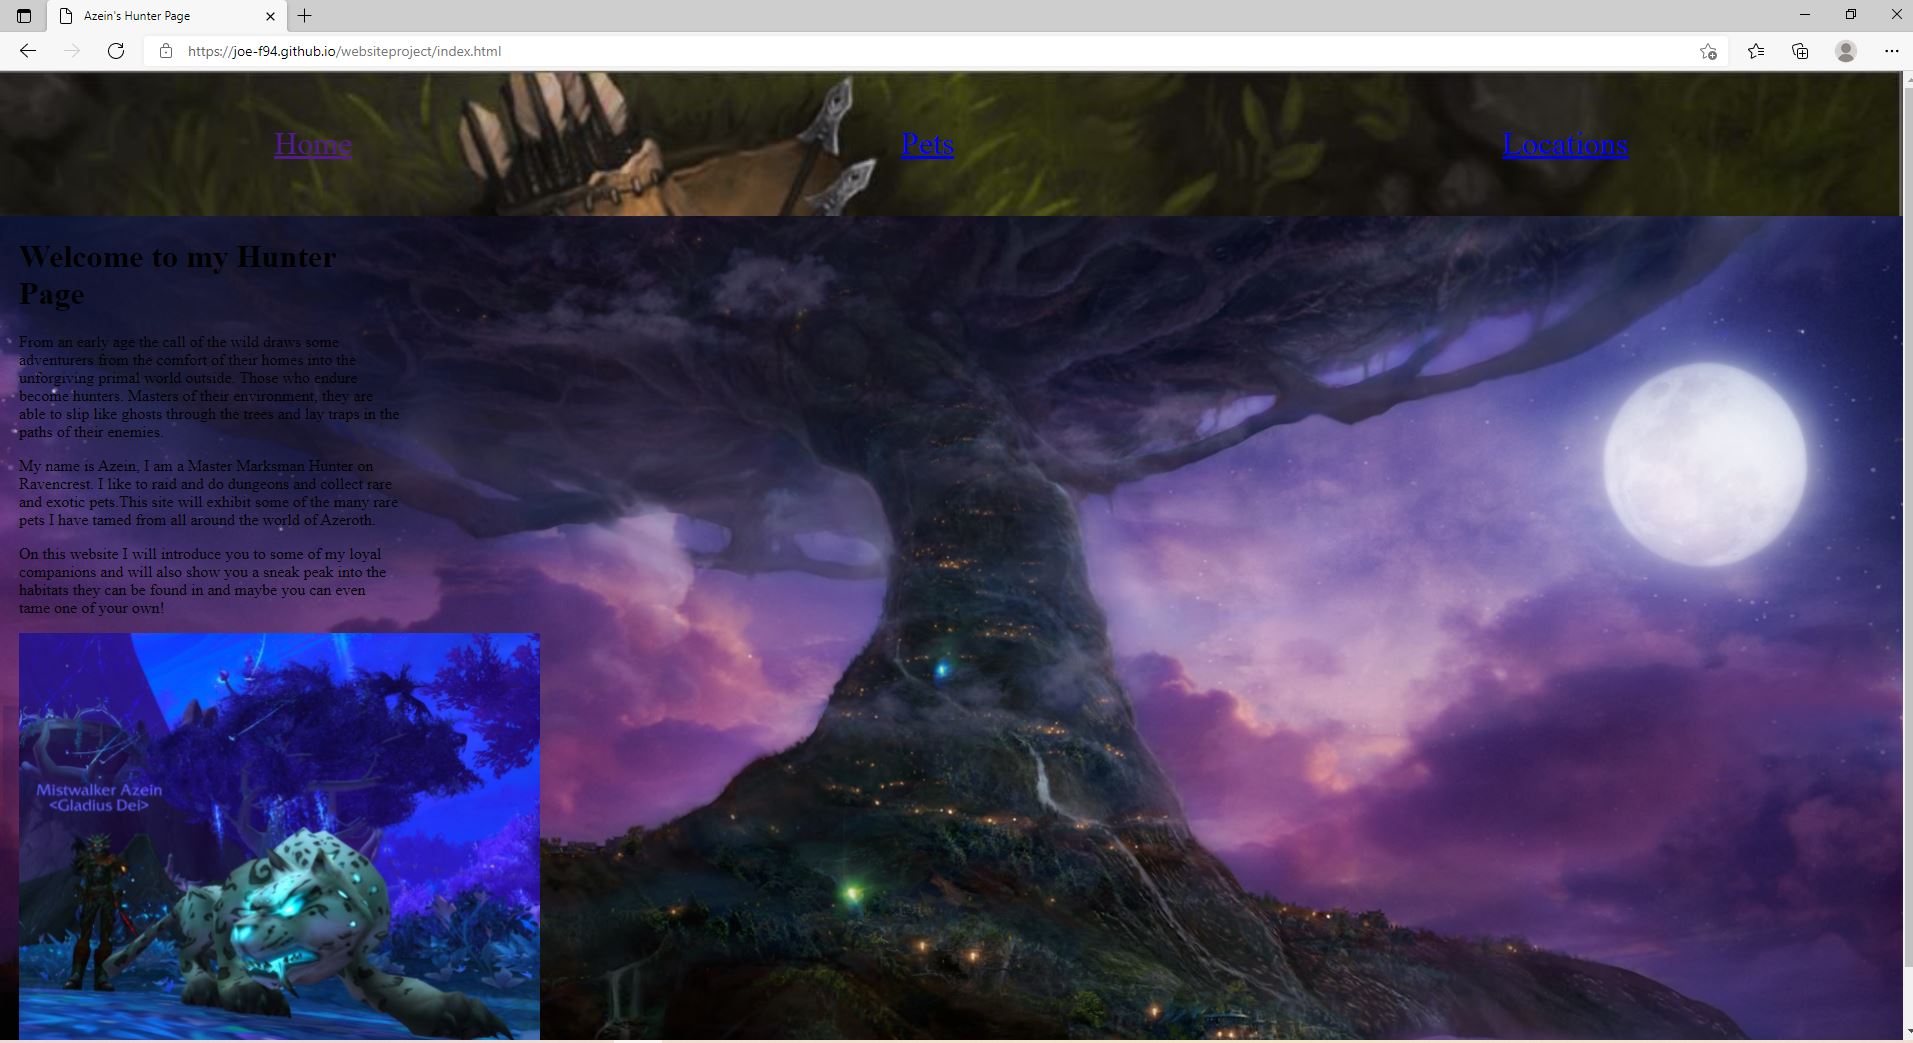 Azein's Hunter Page
https://joe-f94.github.io/websiteproject/index.html
Home
Pets
Locations
Welcome to my Hunter
Page
From an early age the call of the wild draws some
adventurers from the comfort of their homes into the
unforgiving primal world outside. Those who endure
become hunters. Masters of their environment, they are
able to slip like ghosts through the trees and lay traps in the
paths of their enemies.
My name is Azein, I am a Master Marksman Hunter on
Ravencrest. I like to raid and do dungeons and collect rare
and exotic pets.This site will exhibit some of the many rare
pets I have tamed from all around the world of Azeroth.
On this website I will introduce you to some of my loyal
companions and will also show you a sneak peak into the
habitats they can be found in and maybe you can even
tame one of your own!
Mistwalker Azein
<Gladius Dei>